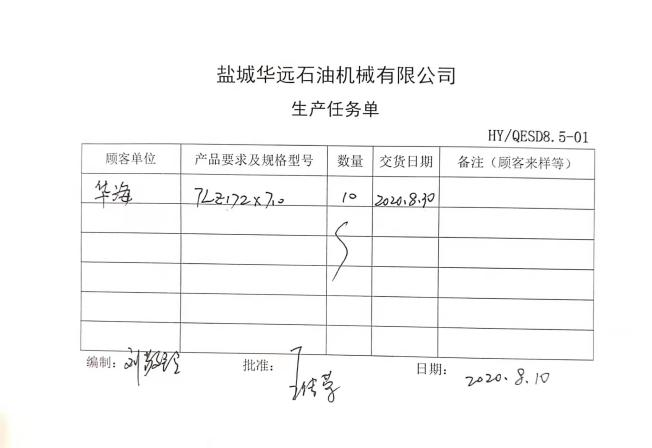 盐城华远石油机械有限公司
生产任务单
HY/QESD8.5-01
顾客单位 产品要求及规格型号 数量 交货日期 备注（顾客来样等）
华海 7LZ172x7.0 10 2020.8.30
编制： 批准： 日期： 2020.8.10